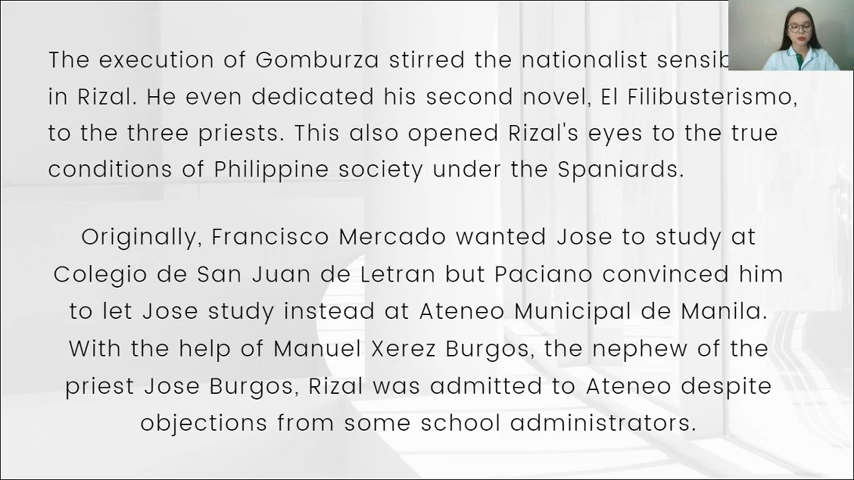 The execution of Gomburza stirred the nationalist
in Rizal. He even dedicated his second novel, El Filibusterismo,
to the three priests. This also opened Rizal's eyes to the true
conditions of Philippine society under the Spaniards.
Originally, Francisco Mercado wanted Jose to study at
Colegio de San Juan de Letran but Paciano convinced him
to let Jose study instead at Ateneo Municipal de Manila.
With the help of Manuel Xerez Burgos, the nephew of the
priest Jose Burgos, Rizal was admitted to Ateneo despite
objections from some school administrators.